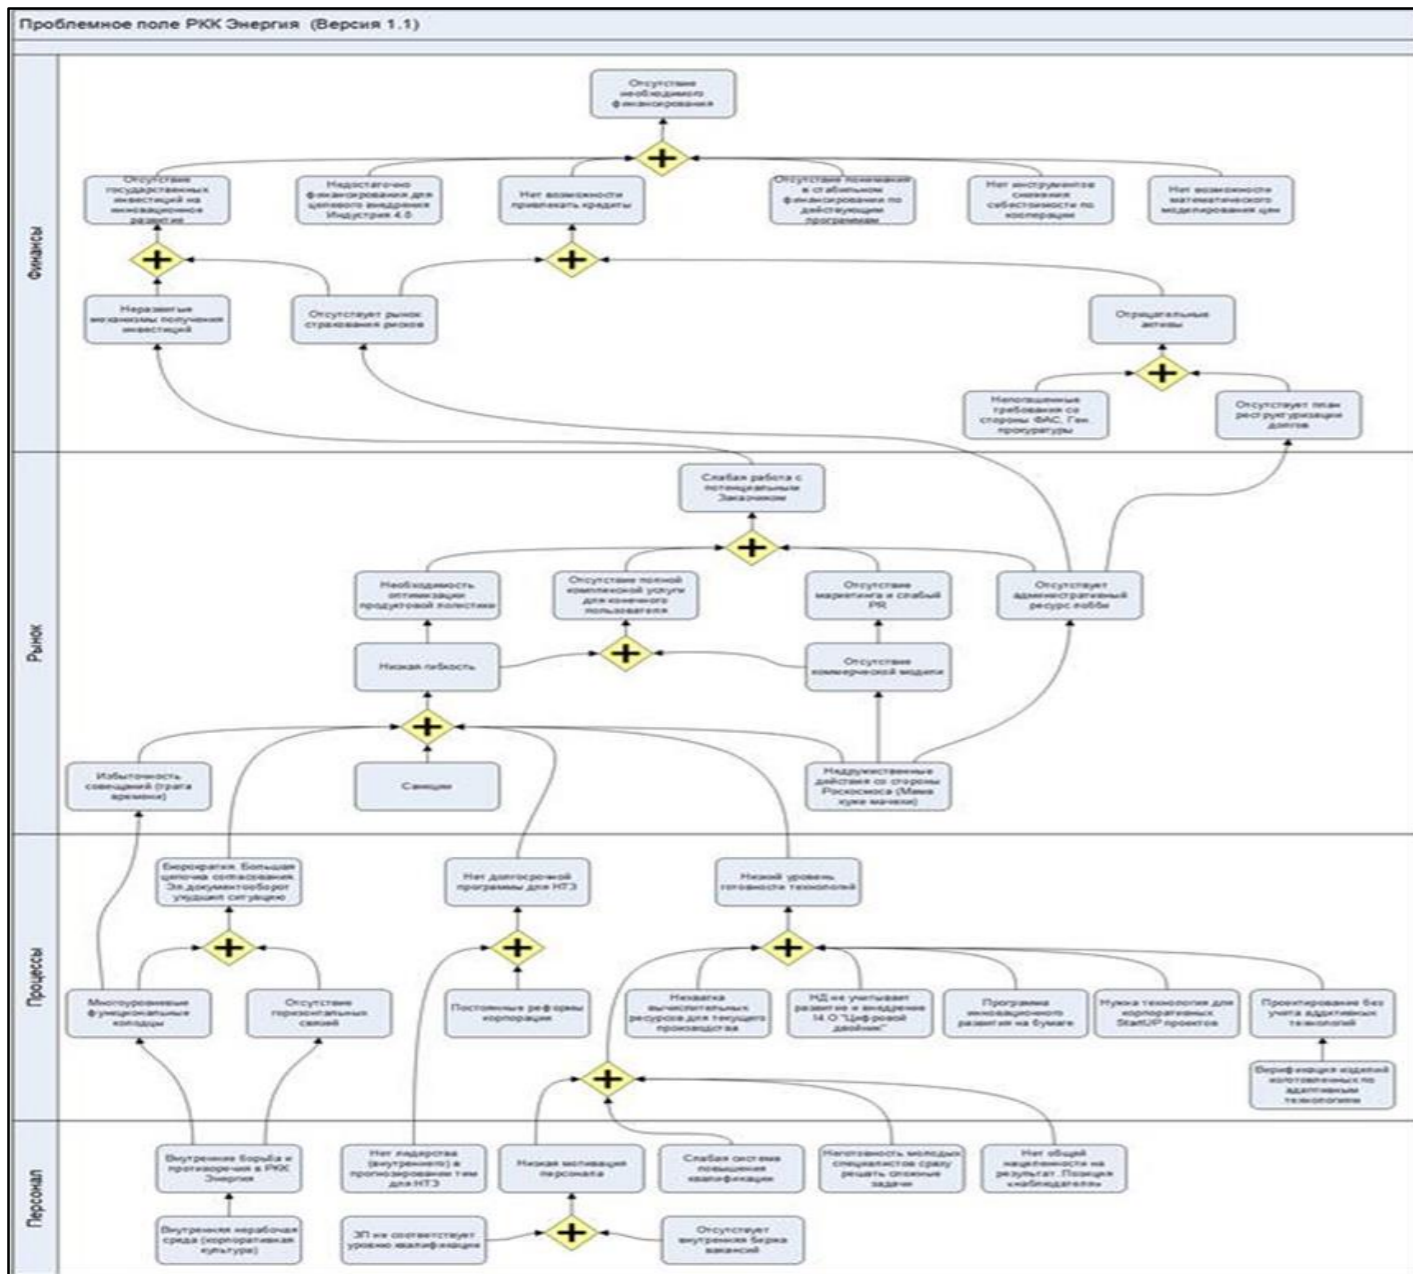 Проблемное поле РКК Энергия (Версия 1.1)
Финансы
Отсутствие
необходимого
финансирования
Отсутствие
государственных
инвестиций на
инновационное
развитие
Недостаточно
финансирования для
целевого внедрения
Индустрия 4.0
Нет возможности
привлекать кредиты
Отсутствие понимания
в стабильном
финансировании по
действующим
программам
Нет инструментов
снижения
себестоимости по
кооперации
Нет возможности
математического
моделирования цен
Неразвитые
механизмы получения
инвестиций
Отсутствует рынок
страхования рисков
Отрицательные
активы
Непогашенные
требования со
стороны ФАС, Ген.
прокуратуры
Отсутствует план
реструктуризации
долгов
Рынок
Слабая работа с
потенциальным
Заказчиком
Необходимость
оптимизации
продуктовой логистики
Отсутствие полной
комплексной услуги
для конечного
пользователя
Отсутствие
маркетинга и слабый
PR
Отсутствует
административный
ресурс лобби
Низкая гибкость
Отсутствие
коммерческой модели
Избыточность
совещаний (трата
времени)
Санкции
Недружественные
действия со стороны
Роскосмоса (Мама
хуже мачехи)
Процессы
Бюрократия. Большая
цепочка согласования.
Эл.документооборот
ухудшил ситуацию
Нет долгосрочной
программы для НТЗ
Низкий уровень
готовности технологий
Многоуровневые
функциональные
колодцы
Отсутствие
горизонтальных
связей
Постоянные реформы
корпорации
Нехватка
вычислительных
ресурсов для текущего
производства
НД не учитывает
развитие и внедрение
I4.О "Цифровой
двойник"
Программа
инновационного
развития на бумаге
Нужна технология для
корпоративных
StartUP проектов
Проектирование без
учета аддитивных
технологий
Верификация изделий
изготовленных по
адаптивным
технологиям
Персонал
Внутренние борьба и
противоречия в РКК
Энергия
Нет лидерства
(внутреннего) в
прогнозировании тем
для НТЗ
Низкая мотивация
персонала
Слабая система
повышения
квалификации
Неготовность молодых
специалистов сразу
решать сложные
задачи
Нет общей
нацеленности на
результат. Позиция
«наблюдателя»
Внутренняя нерабочая
среда (корпоративная
культура)
ЗП не соответствует
уровню квалификации
Отсутствует
внутренняя биржа
вакансий